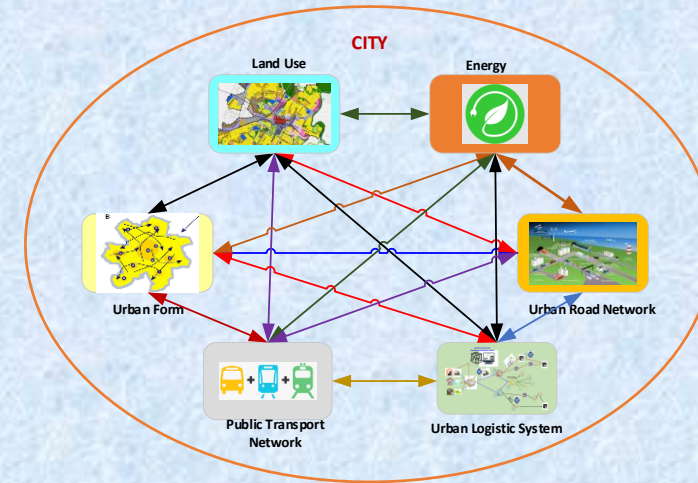 CITY
Land Use
Energy
B
Urban Form
Urban Road Network
Public Transport
Network
Urban Logistic System